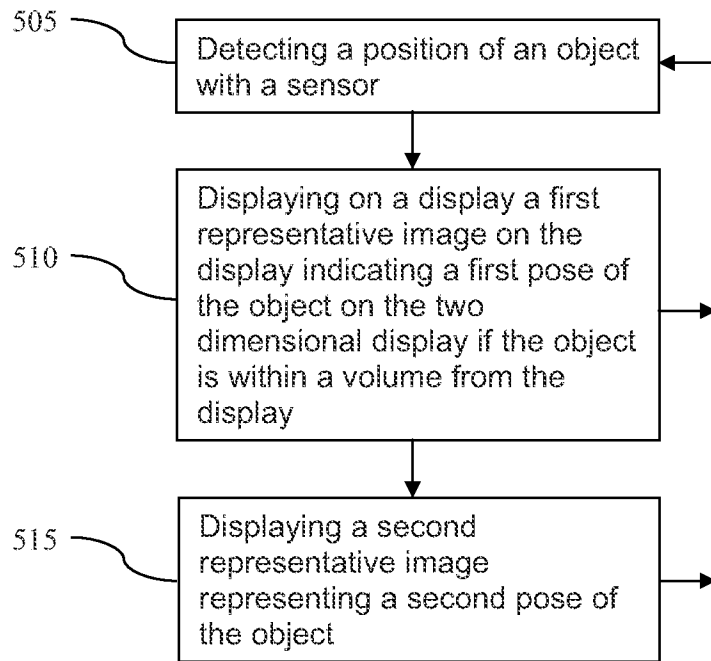 505
Detecting a position of an object
with a sensor
510
Displaying on a display a first
representative image on the
display indicating a first pose of
the object on the two
dimensional display if the object
is within a volume from the
display
515
Displaying a second
representative image
representing a second pose of
the object